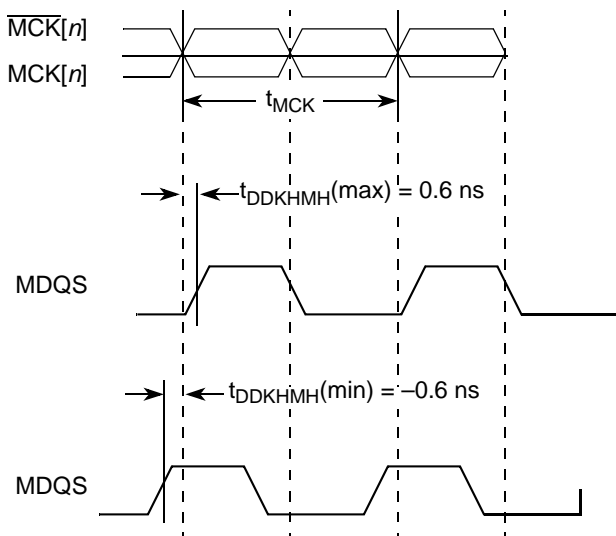 MCK[n]
MCK[n]
tMCK
tDDKHMH(max) = 0.6 ns
MDQS
tDDKHMH(min) = –0.6 ns
MDQS